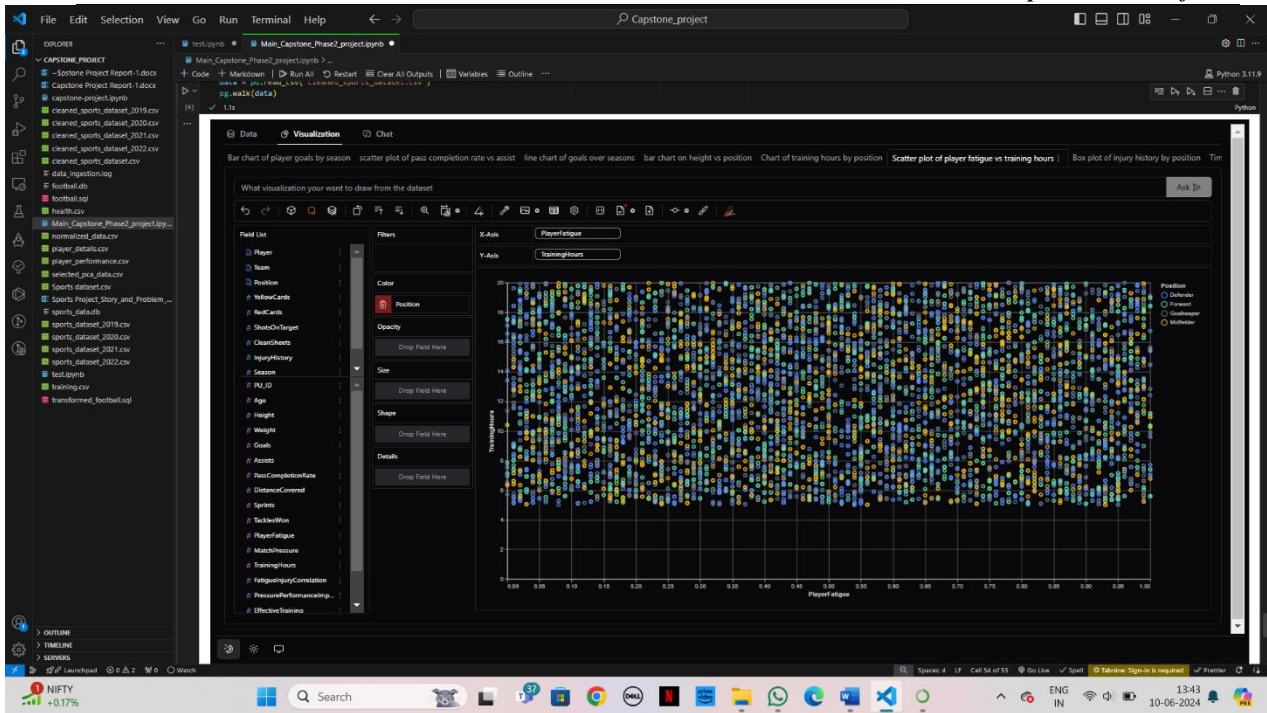 File Edit Selection View Go Run Terminal Help
Capstone_project
EXPLORER
test.ipynb
Main_Capstone_Phase2_project.ipynb
CAPSTONE_PROJECT
Main_Capstone_Phase2_project.ipynb > ...
~$pstone Project Report-1.docx
+ Code + Markdown | Run All Restart Clear All Outputs | Variables Outline ...
Python 3.11.9
Capstone Project Report-1.docx
capstone-project.ipynb
pg.walk(data)
cleaned_sports_dataset_2019.csv
[8] ✓ 1.1s
Python
cleaned_sports_dataset_2020.csv
cleaned_sports_dataset_2021.csv
cleaned_sports_dataset_2022.csv
cleaned_sports_dataset.csv
data_ingestion.log
football.db
football.sql
health.csv
Main_Capstone_Phase2_project.ipy...
normalized_data.csv
player_details.csv
player_performance.csv
selected_pca_data.csv
Sports dataset.csv
Sports Project_Story_and_Problem_...
sports_data.db
sports_dataset_2019.csv
sports_dataset_2020.csv
sports_dataset_2021.csv
sports_dataset_2022.csv
test.ipynb
training.csv
transformed_football.sql
OUTLINE
TIMELINE
SERVERS
Data Visualization Chat
Bar chart of player goals by season scatter plot of pass completion rate vs assist line chart of goals over seasons bar chart on height vs position Chart of training hours by position Scatter plot of player fatigue vs training hours Box plot of injury history by position Tim
What visualization your want to draw from the dataset
Ask
Field List
Player
Team
Position
# YellowCards
# RedCards
# ShotsOnTarget
# CleanSheets
# InjuryHistory
# Season
# PU_ID
# Age
# Height
# Weight
# Goals
# Assists
# PassCompletionRate
# DistanceCovered
# Sprints
# TacklesWon
# PlayerFatigue
# MatchPressure
# TrainingHours
# FatigueInjuryCorrelation
# PressurePerformanceImp...
# EffectiveTraining
Filters
Color
Position
Opacity
Drop Field Here
Size
Drop Field Here
Shape
Drop Field Here
Details
Drop Field Here
X-Axis
PlayerFatigue
Y-Axis
TrainingHours
20
18
16
14
12
10
8
6
4
2
0
TrainingHours
0.00 0.05 0.10 0.15 0.20 0.25 0.30 0.35 0.40 0.45 0.50 0.55 0.60 0.65 0.70 0.75 0.80 0.85 0.90 0.95 1.00
PlayerFatigue
Position
Defender
Forward
Goalkeeper
Midfielder
Launchpad 0 2 0 Watch
Spaces: 4 LF Cell 54 of 55 Go Live Spell Tabnine: Sign-in is required Prettier
1
NIFTY
+0.17%
Search
37
DELL
N
prime video
ENG
IN
13:43
10-06-2024
PRE